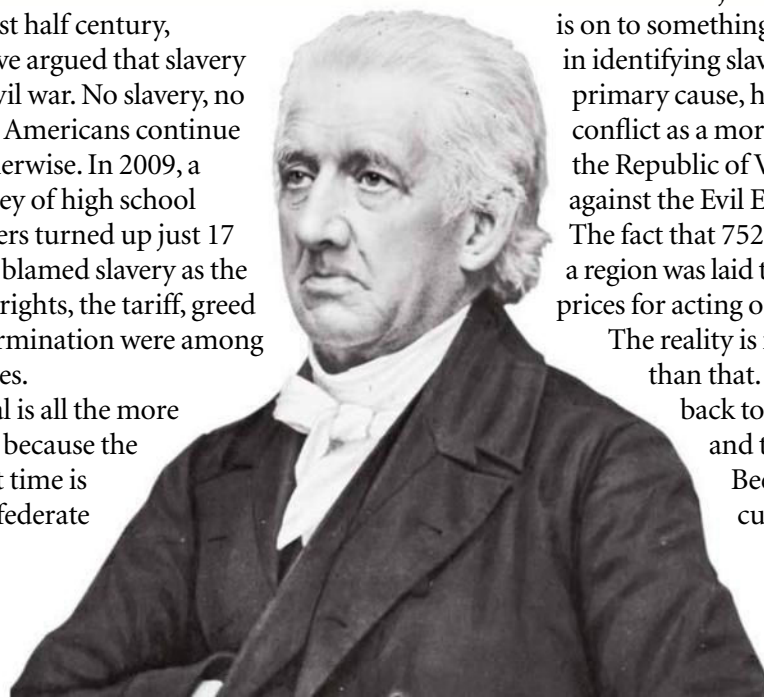 st half century,
ve argued that slavery
vil war. No slavery, no
Americans continue
erwise. In 2009, a
ey of high school
ers turned up just 17
blamed slavery as the
rights, the tariff, greed
rmination were among
es.
al is all the more
because the
t time is
federate
is on to something
in identifying slav
primary cause, h
conflict as a mor
the Republic of V
against the Evil E
The fact that 752
a region was laid t
prices for acting o
The reality is
than that.
back to
and t
Bec
cu